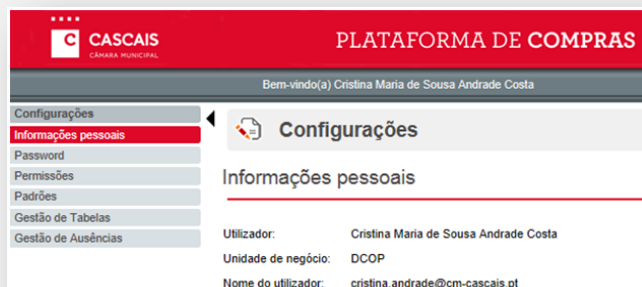 C CASCAIS
CÂMARA MUNICIPAL
PLATAFORMA DE COMPRAS
Bem-vindo(a) Cristina Maria de Sousa Andrade Costa
Configurações
Informações pessoais
Password
Permissões
Padrões
Gestão de Tabelas
Gestão de Ausências
Configurações
Informações pessoais
Utilizador: Cristina Maria de Sousa Andrade Costa
Unidade de negócio: DCOP
Nome do utilizador: cristina.andrade@cm-cascais.pt